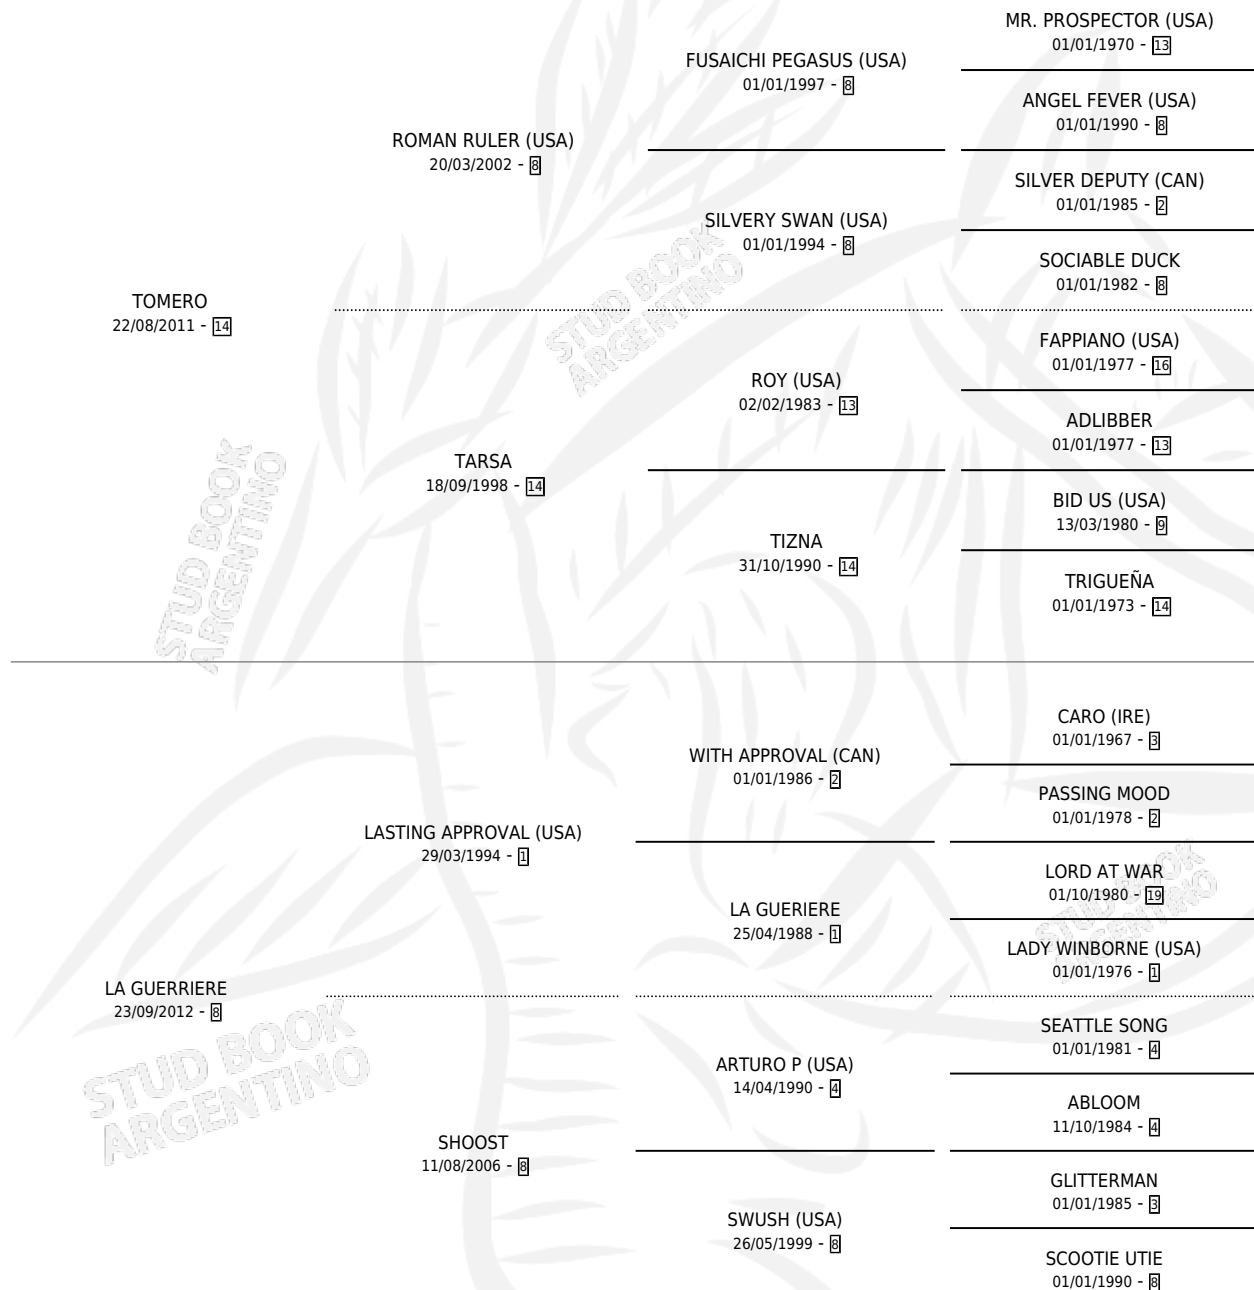 MR. PROSPECTOR (USA)
01/01/1970 - 13
FUSAICHI PEGASUS (USA)
01/01/1997 - 8
ANGEL FEVER (USA)
01/01/1990 - 8
ROMAN RULER (USA)
20/03/2002 - 8
SILVER DEPUTY (CAN)
01/01/1985 - 2
SILVERY SWAN (USA)
01/01/1994 - 8
SOCIABLE DUCK
01/01/1982 - 8
TOMERO
22/08/2011 - 14
STUD BOOK
ARGENTINO
FAPPIANO (USA)
01/01/1977 - 16
ROY (USA)
02/02/1983 - 13
ADLIBBER
01/01/1977 - 13
TARSA
18/09/1998 - 14
BID US (USA)
13/03/1980 - 9
TIZNA
31/10/1990 - 14
TRIGUEÑA
01/01/1973 - 14
STUD BOOK
ARGENTINO
CARO (IRE)
01/01/1967 - 3
WITH APPROVAL (CAN)
01/01/1986 - 2
PASSING MOOD
01/01/1978 - 2
LASTING APPROVAL (USA)
29/03/1994 - 1
LORD AT WAR
01/10/1980 - 19
LA GUERIERE
25/04/1988 - 1
LADY WINBORNE (USA)
01/01/1976 - 1
STUD BOOK
ARGENTINO
LA GUERRIERE
23/09/2012 - 8
SEATTLE SONG
01/01/1981 - 4
ARTURO P (USA)
14/04/1990 - 4
ABLOOM
11/10/1984 - 4
STUD BOOK
ARGENTINO
SHOOST
11/08/2006 - 8
GLITTERMAN
01/01/1985 - 3
SWUSH (USA)
26/05/1999 - 8
SCOOTIE UTIE
01/01/1990 - 8